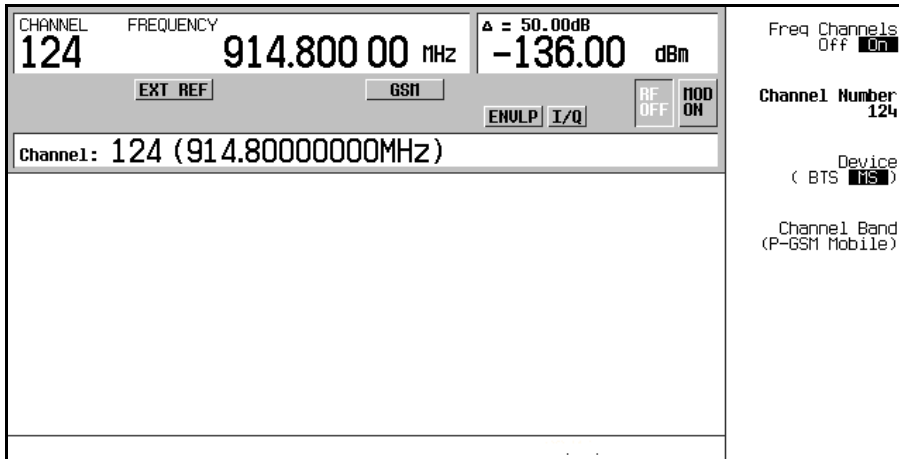 CHANNEL FREQUENCY Δ = 50.00dB
124 914.800 00 MHz -136.00 dBm
EXT REF GSM RF OFF MOD ON
ENVLP I/Q
Channel: 124 (914.80000000MHz)
Freq Channels
Off On
Channel Number
124
Device
( BTS MS )
Channel Band
(P-GSM Mobile)